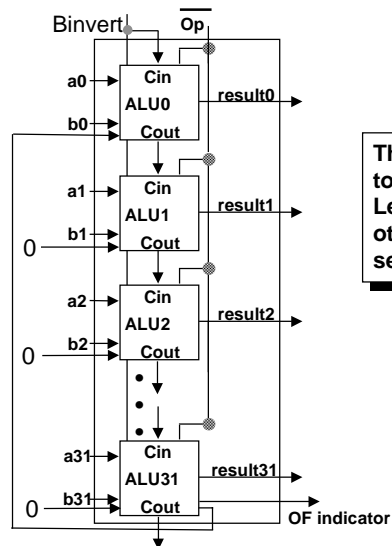 Binvert Op
Cin
a0
ALU0
result0
b0
Cout
Cin
a1
ALU1
result1
b1
0
Cout
Cin
a2
ALU2
result2
b2
0
Cout
Cin
a31
ALU31
result31
b31
0
Cout
OF indicator
Th
to
Le
ot
se